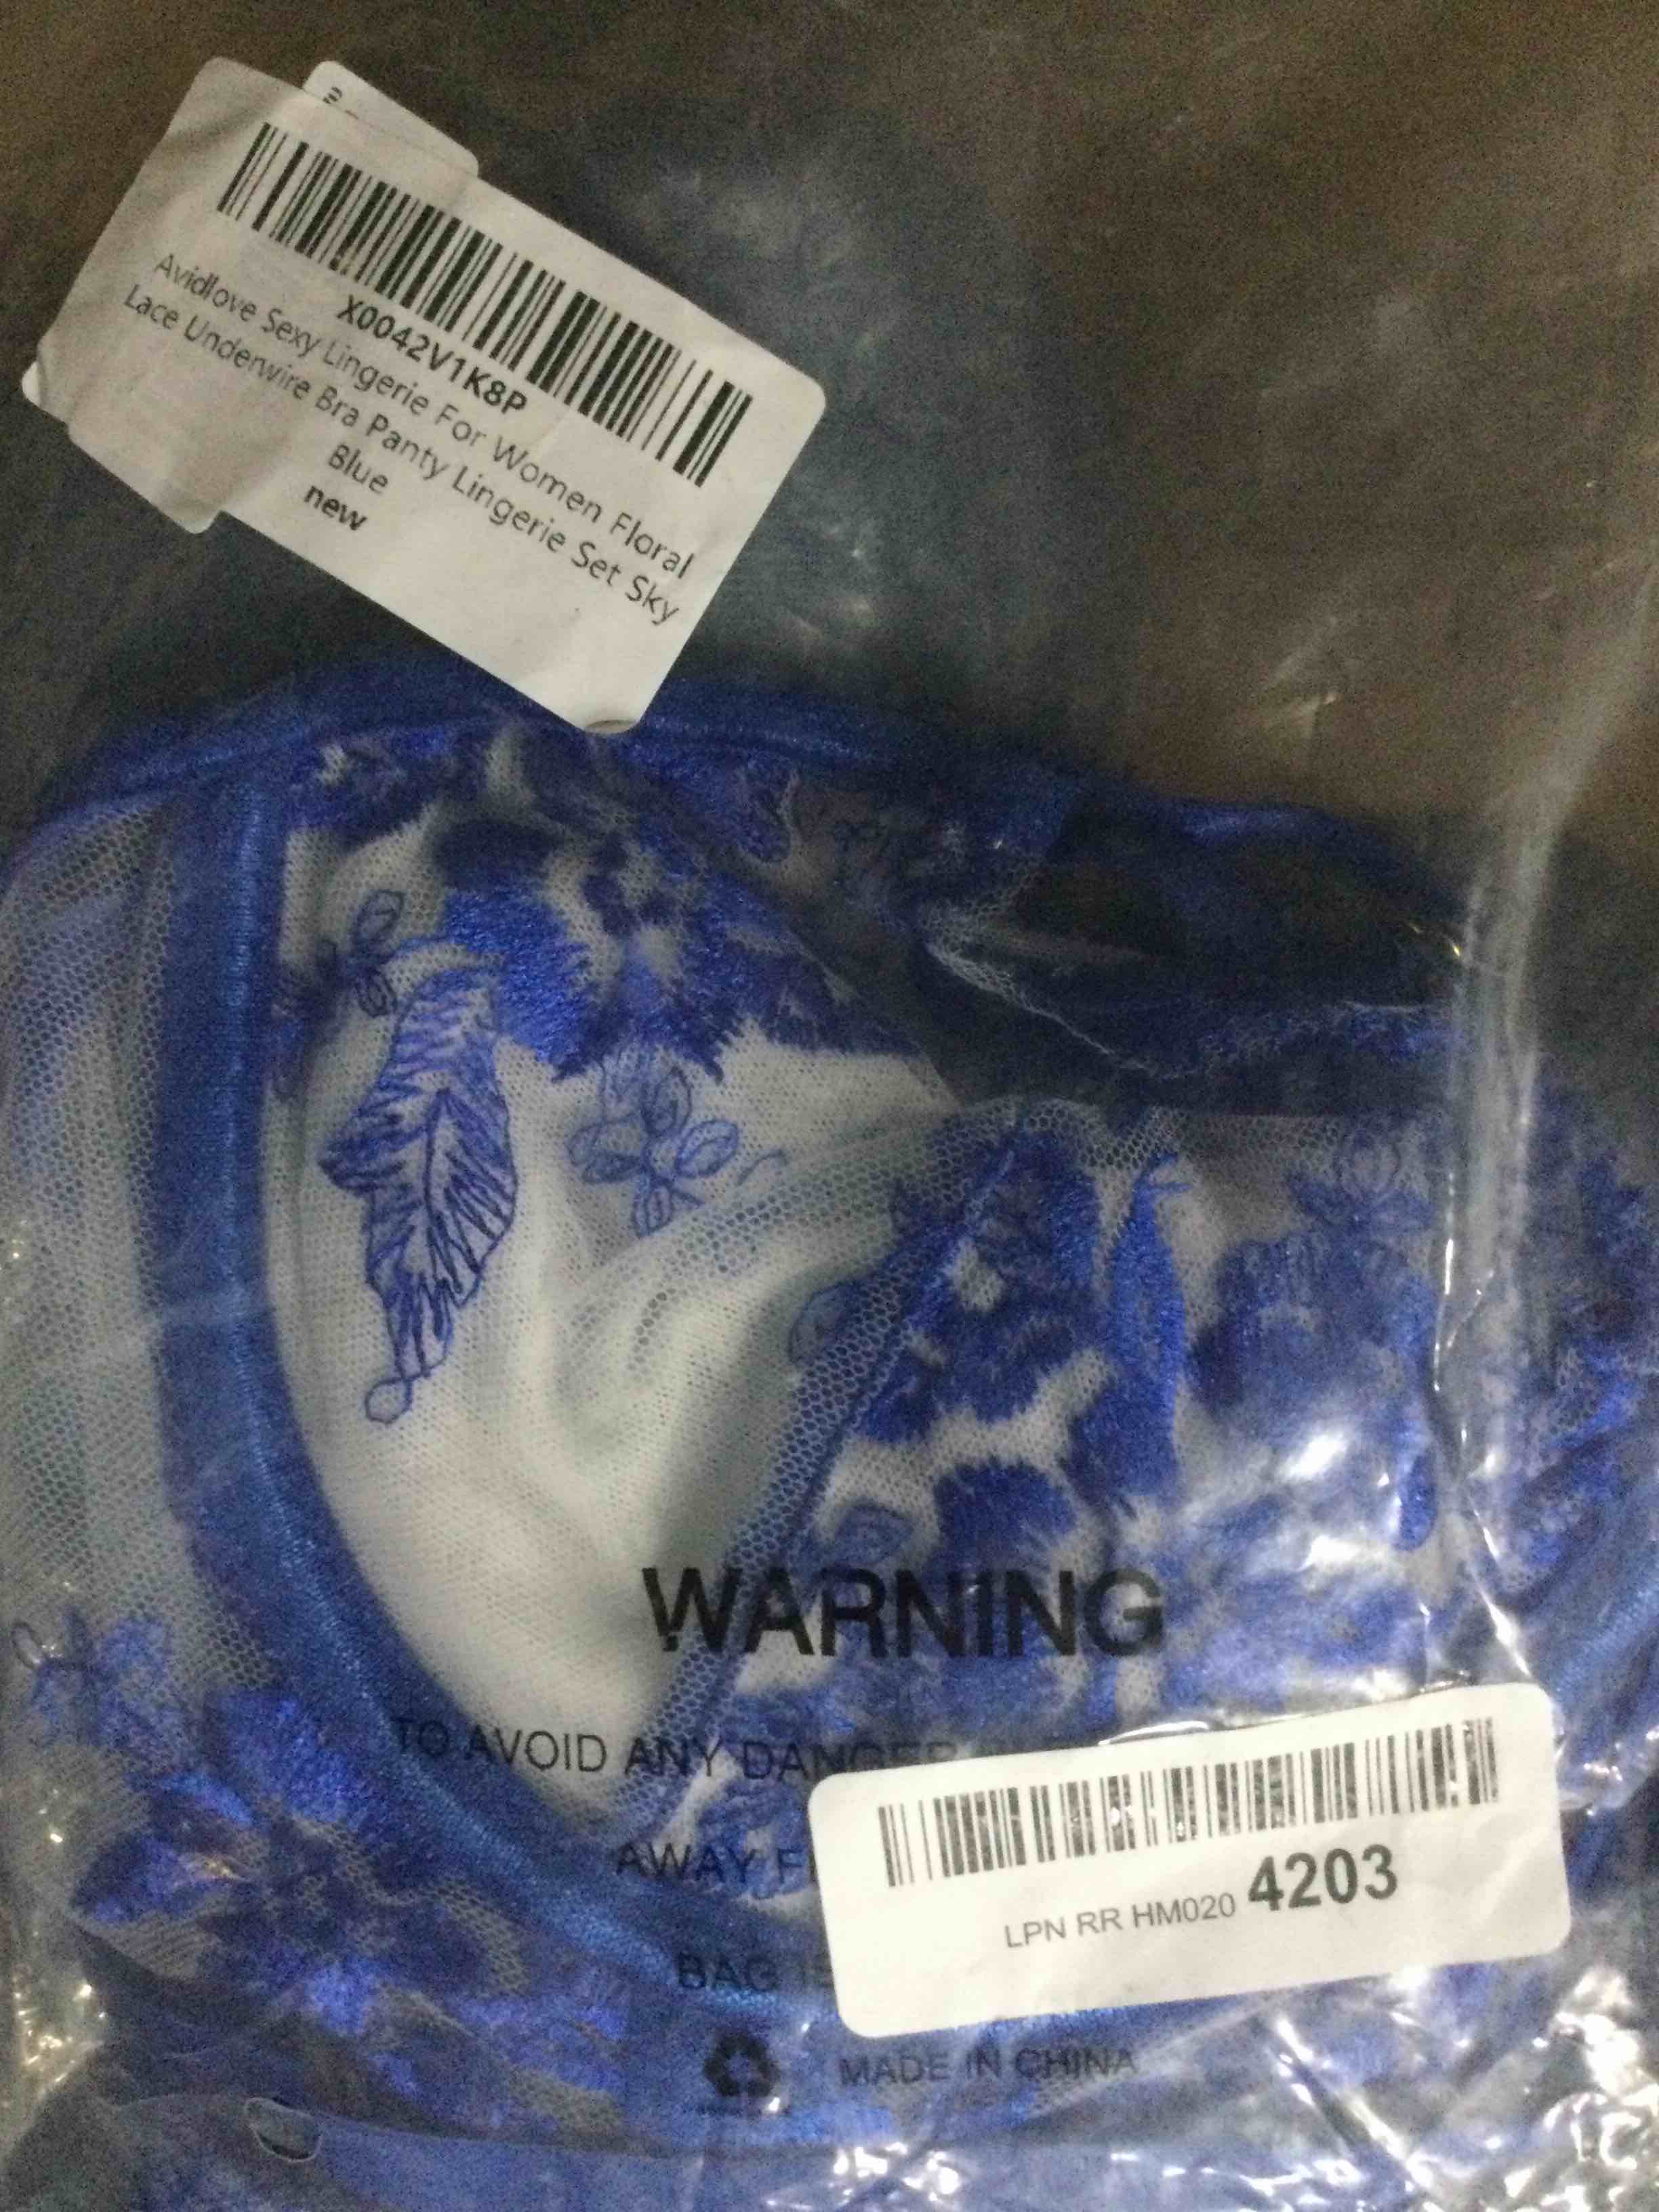 X0042V1K8P
Avidlove Sexy Lingerie For Women Floral
Lace Underwire Bra Panty Lingerie Set Sky
Blue
new
WARNING
TO AVOID ANY DANGER
AWAY
BAG
LPN RR HM020 4203
MADE IN CHINA